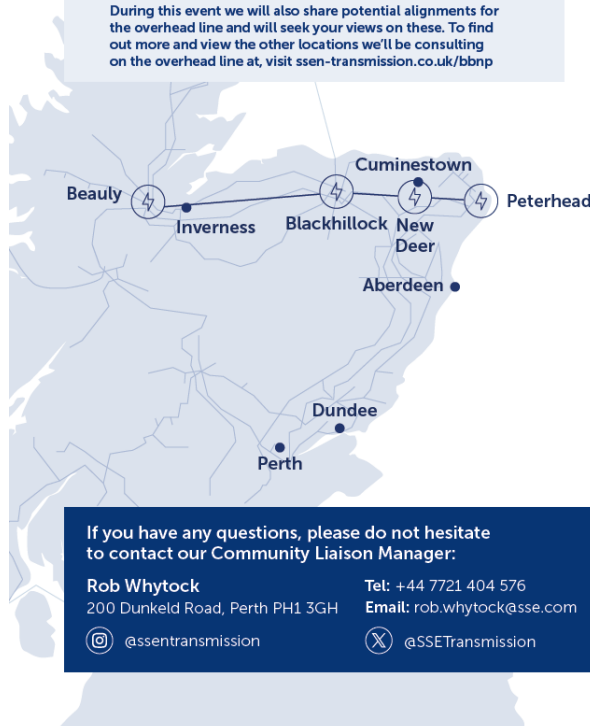 During this event we will also share potential alignments for
the overhead line and will seek your views on these. To find
out more and view the other locations we'll be consulting
on the overhead line at, visit ssen-transmission.co.uk/bbnp
Cuminestown
Beauly
Peterhead
Inverness
Blackhillock
New
Deer
Aberdeen
Dundee
Perth
If you have any questions, please do not hesitate
to contact our Community Liaison Manager:
Rob Whytock
200 Dunkeld Road, Perth PH1 3GH
Tel: +44 7721 404 576
Email: rob.whytock@sse.com
@ssentransmission
@SSETransmission